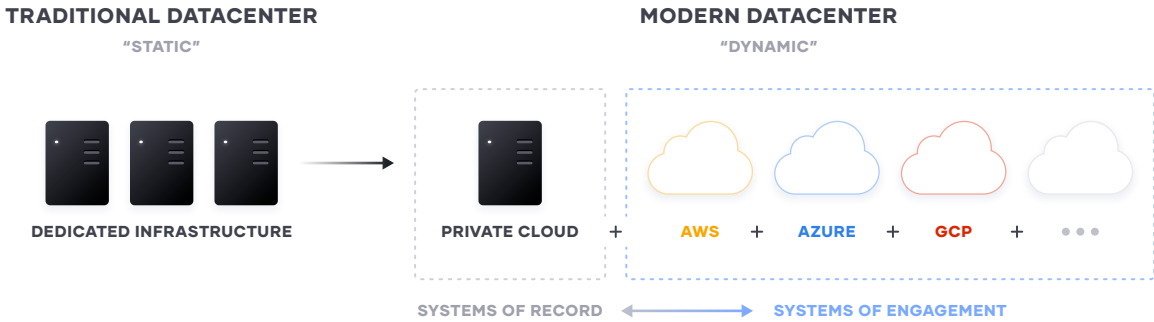 TRADITIONAL DATACENTER
"STATIC"
DEDICATED INFRASTRUCTURE
MODERN DATACENTER
"DYNAMIC"
PRIVATE CLOUD + AWS + AZURE + GCP + •••
SYSTEMS OF RECORD
SYSTEMS OF ENGAGEMENT